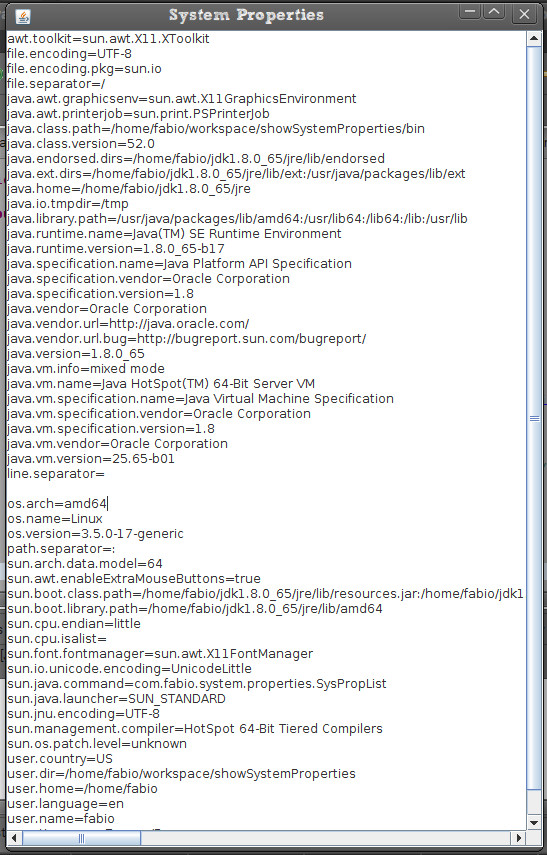 System Properties
awt.toolkit=sun.awt.X11.XToolkit
file.encoding=UTF-8
file.encoding.pkg=sun.io
file.separator=/
java.awt.graphicsenv=sun.awt.X11GraphicsEnvironment
java.awt.printerjob=sun.print.PSPrinterJob
java.class.path=/home/fabio/workspace/showSystemProperties/bin
java.class.version=52.0
java.endorsed.dirs=/home/fabio/jdk1.8.0_65/jre/lib/endorsed
java.ext.dirs=/home/fabio/jdk1.8.0_65/jre/lib/ext:/usr/java/packages/lib/ext
java.home=/home/fabio/jdk1.8.0_65/jre
java.io.tmpdir=/tmp
java.library.path=/usr/java/packages/lib/amd64:/usr/lib64:/lib64:/lib:/usr/lib
java.runtime.name=Java(TM) SE Runtime Environment
java.runtime.version=1.8.0_65-b17
java.specification.name=Java Platform API Specification
java.specification.vendor=Oracle Corporation
java.specification.version=1.8
java.vendor=Oracle Corporation
java.vendor.url=http://java.oracle.com/
java.vendor.url.bug=http://bugreport.sun.com/bugreport/
java.version=1.8.0_65
java.vm.info=mixed mode
java.vm.name=Java HotSpot(TM) 64-Bit Server VM
java.vm.specification.name=Java Virtual Machine Specification
java.vm.specification.vendor=Oracle Corporation
java.vm.specification.version=1.8
java.vm.vendor=Oracle Corporation
java.vm.version=25.65-b01
line.separator=

os.arch=amd64
os.name=Linux
os.version=3.5.0-17-generic
path.separator=:
sun.arch.data.model=64
sun.awt.enableExtraMouseButtons=true
sun.boot.class.path=/home/fabio/jdk1.8.0_65/jre/lib/resources.jar:/home/fabio/jdk1
sun.boot.library.path=/home/fabio/jdk1.8.0_65/jre/lib/amd64
sun.cpu.endian=little
sun.cpu.isalist=
sun.font.fontmanager=sun.awt.X11FontManager
sun.io.unicode.encoding=UnicodeLittle
sun.java.command=com.fabio.system.properties.SysPropList
sun.java.launcher=SUN_STANDARD
sun.jnu.encoding=UTF-8
sun.management.compiler=HotSpot 64-Bit Tiered Compilers
sun.os.patch.level=unknown
user.country=US
user.dir=/home/fabio/workspace/showSystemProperties
user.home=/home/fabio
user.language=en
user.name=fabio